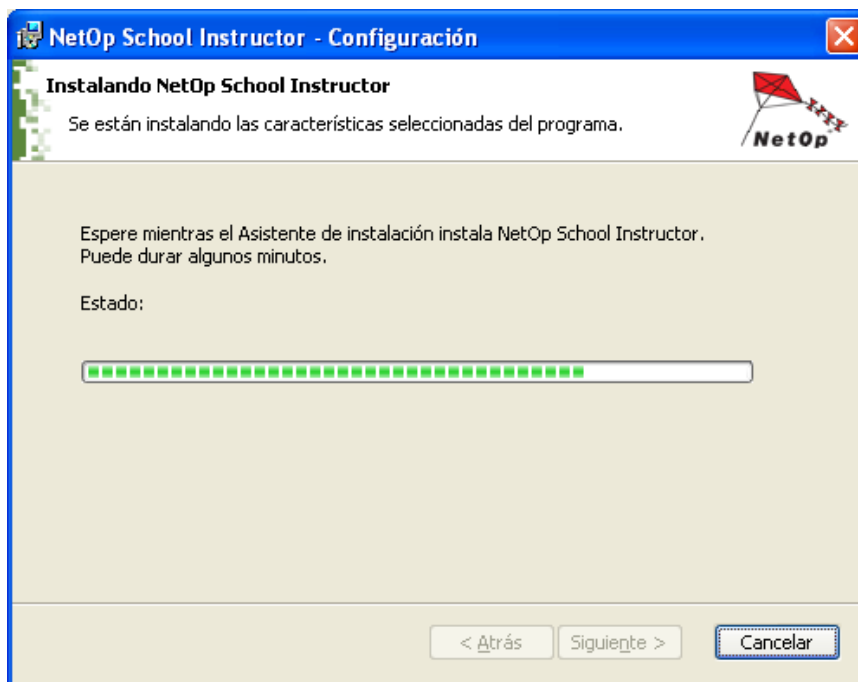 NetOp School Instructor - Configuración
Instalando NetOp School Instructor
Se están instalando las características seleccionadas del programa.
NetOp
Espere mientras el Asistente de instalación instala NetOp School Instructor.
Puede durar algunos minutos.
Estado:
< Atrás
Siguiente >
Cancelar